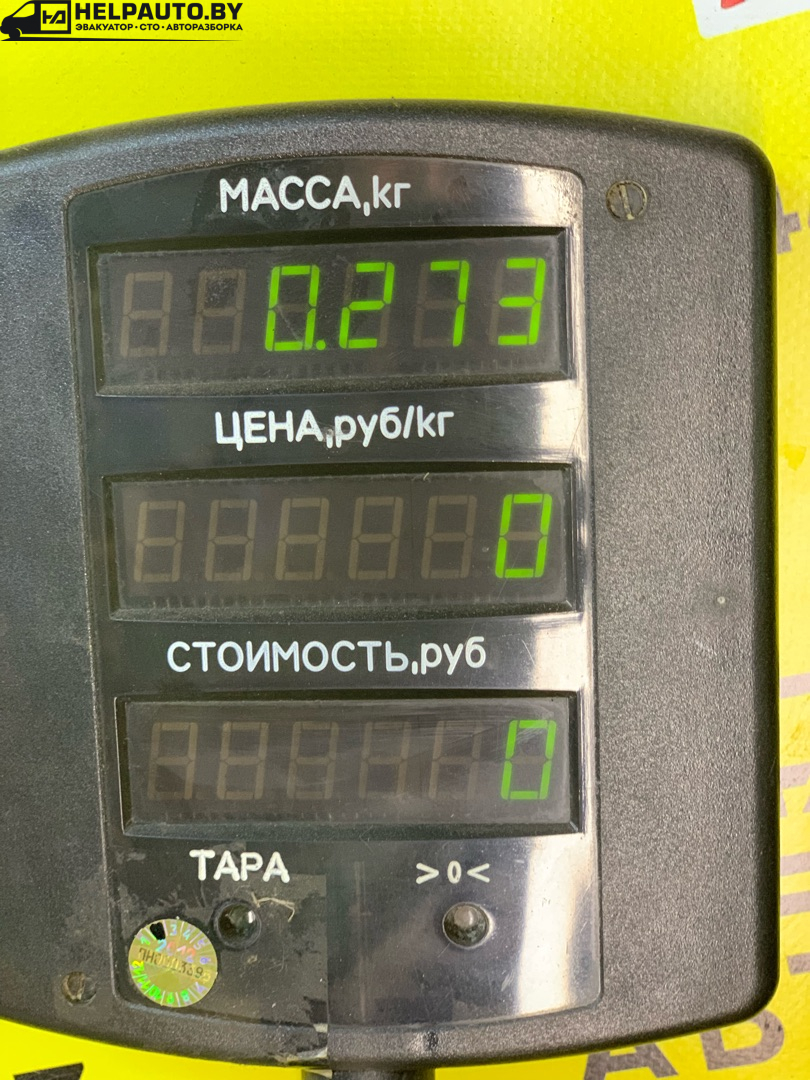 HELPAUTO.BY
ЭВАКУАТОР • СТО • АВТОРАЗБОРКА
МАССА,кг
0.273
ЦЕНА,руб/кг
0
СТОИМОСТЬ,руб
0
ТАРА
>0<